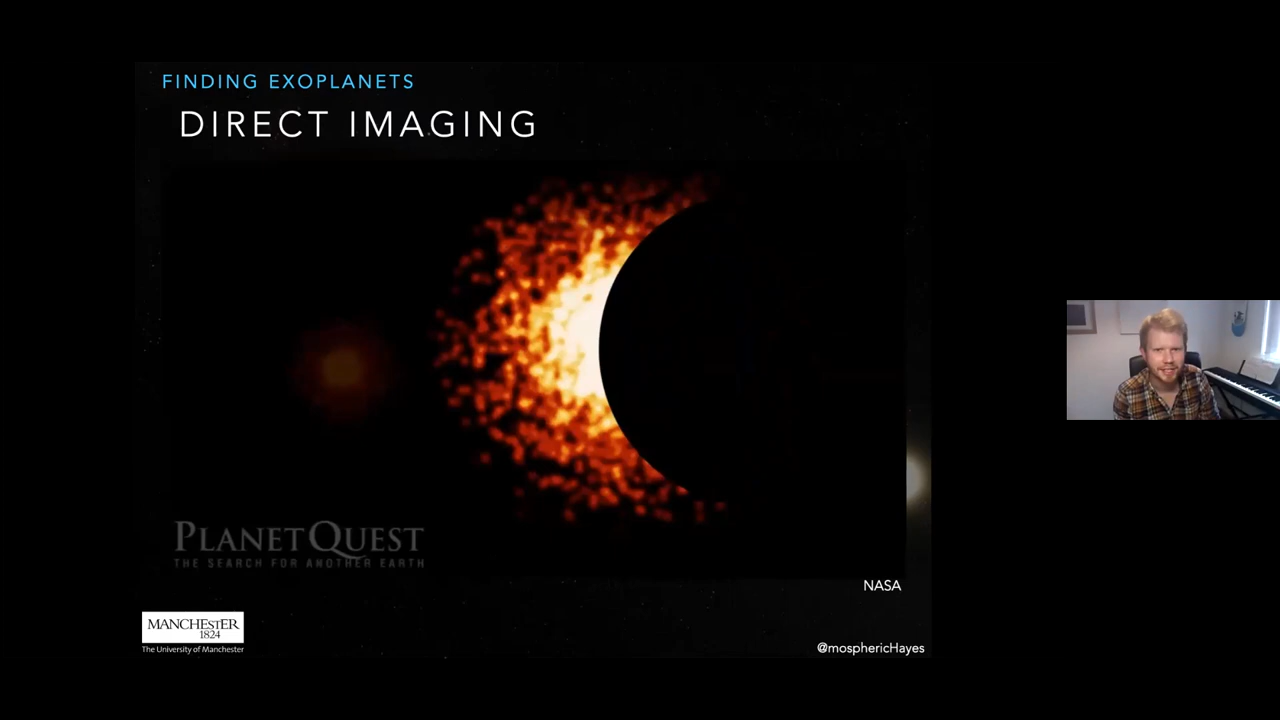 FINDING EXOPLANETS
DIRECT IMAGING
PLANETQUEST
THE SEARCH FOR ANOTHER EARTH
NASA
MANCHESTER
1824
The University of Manchester
@mosphericHayes